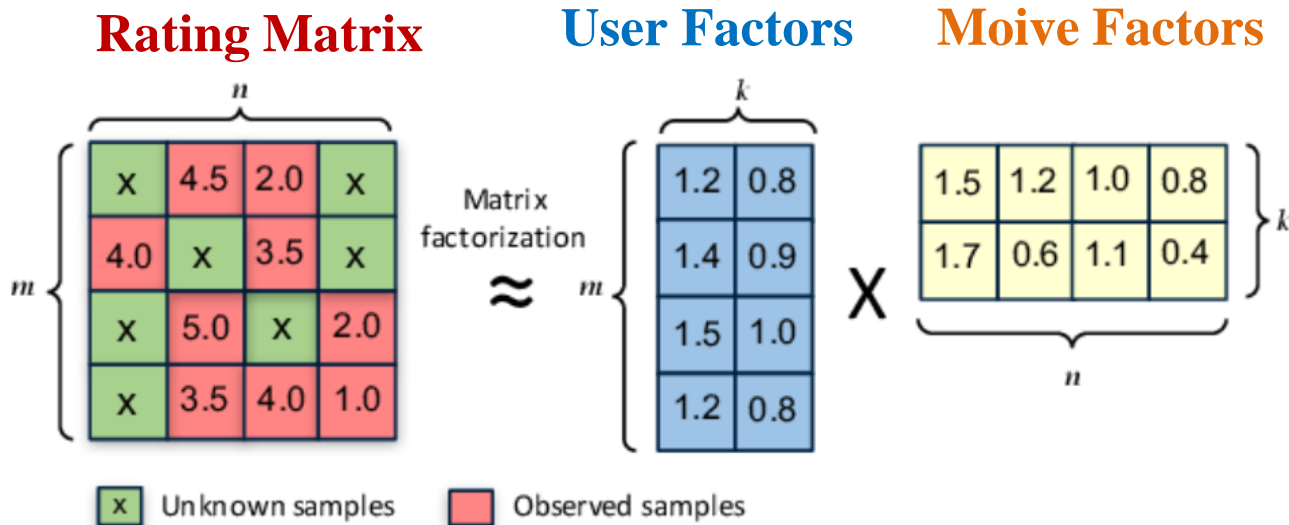 Rating Matrix User Factors Moive Factors
n
k
m
x 4.5 2.0 x
4.0 x 3.5 x
x 5.0 x 2.0
x 3.5 4.0 1.0
Matrix
factorization
≈
m
1.2 0.8
1.4 0.9
1.5 1.0
1.2 0.8
X
1.5 1.2 1.0 0.8
1.7 0.6 1.1 0.4
k
n
x Unknown samples Observed samples